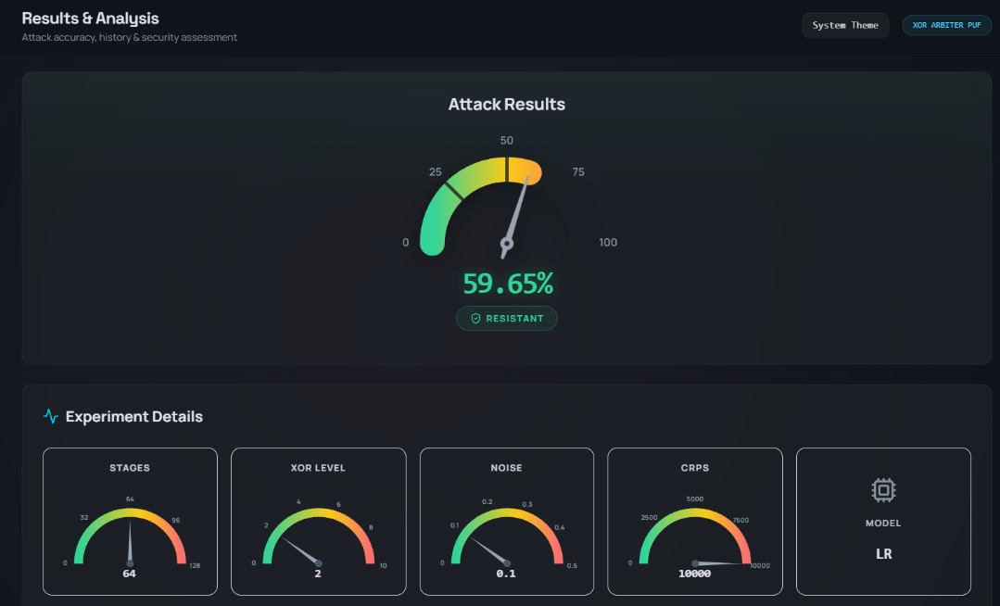 Results & Analysis
Attack accuracy, history & security assessment
System Theme
XOR ARBITER PUF
Attack Results
50
25
75
0
100
59.65%
RESISTANT
Experiment Details
STAGES
64
32
96
0
128
64
XOR LEVEL
4
6
2
8
0
10
2
NOISE
0.2
0.3
0.1
0.4
0
0.5
0.1
CRPS
5000
2500
7500
0
10000
10000
MODEL
LR